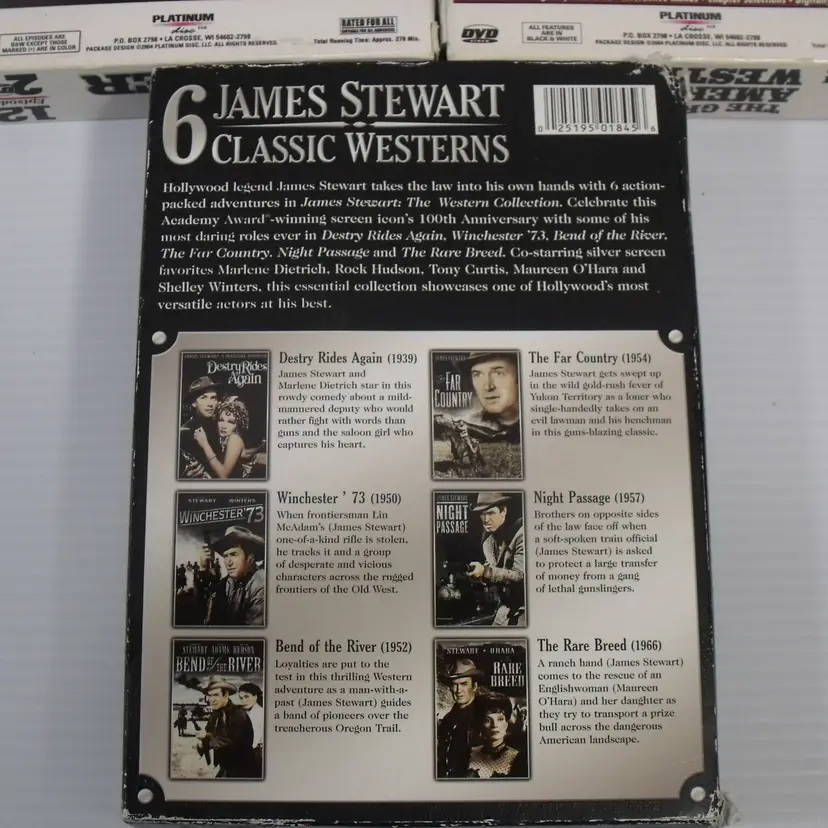 ALL EPISODES ARE
B&W EXCEPT THOSE
MARKED (•) ARE IN COLOR
PLATINUM
disc
P.O. BOX 2798 • LA CROSSE, WI 54602-2798
PACKAGE DESIGN ©2004 PLATINUM DISC, LLC. ALL RIGHTS RESERVED.
RATED FOR ALL
Total Running Time: Approx. 270 Min.
DVD
VIDEO
ALL FEATURES
ARE IN
BLACK & WHITE
PLATINUM
disc
P.O. BOX 2798 • LA CROSSE, WI 54602-2798
PACKAGE DESIGN ©2004 PLATINUM DISC, LLC. ALL RIGHTS RESERVED.
12
Episodes
THE
WESTERN
6 JAMES STEWART
CLASSIC WESTERNS
0 25195 01845 6
Hollywood legend James Stewart takes the law into his own hands with 6 action-
packed adventures in James Stewart: The Western Collection. Celebrate this
Academy Award®-winning screen icon's 100th Anniversary with some of his
most daring roles ever in Destry Rides Again, Winchester '73, Bend of the River,
The Far Country, Night Passage and The Rare Breed. Co-starring silver screen
favorites Marlene Dietrich, Rock Hudson, Tony Curtis, Maureen O'Hara and
Shelley Winters, this essential collection showcases one of Hollywood's most
versatile actors at his best.
Destry Rides
Again
Destry Rides Again (1939)
James Stewart and
Marlene Dietrich star in this
rowdy comedy about a mild-
mannered deputy who would
rather fight with words than
guns and the saloon girl who
captures his heart.
JAMES STEWART
THE
FAR
COUNTRY
The Far Country (1954)
James Stewart gets swept up
in the wild gold-rush fever of
Yukon Territory as a loner who
single-handedly takes on an
evil lawman and his henchman
in this guns-blazing classic.
STEWART WINTERS
WINCHESTER '73
Winchester ' 73 (1950)
When frontiersman Lin
McAdam's (James Stewart)
one-of-a-kind rifle is stolen,
he tracks it and a group
of desperate and vicious
characters across the rugged
frontiers of the Old West.
JAMES STEWART
NIGHT
PASSAGE
Night Passage (1957)
Brothers on opposite sides
of the law face off when
a soft-spoken train official
(James Stewart) is asked
to protect a large transfer
of money from a gang
of lethal gunslingers.
STEWART ADAMS HUDSON
BEND OF THE RIVER
Bend of the River (1952)
Loyalties are put to the
test in this thrilling Western
adventure as a man-with-a-
past (James Stewart) guides
a band of pioneers over the
treacherous Oregon Trail.
STEWART • O'HARA
RARE
BREED
The Rare Breed (1966)
A ranch hand (James Stewart)
comes to the rescue of an
Englishwoman (Maureen
O'Hara) and her daughter as
they try to transport a prize
bull across the dangerous
American landscape.